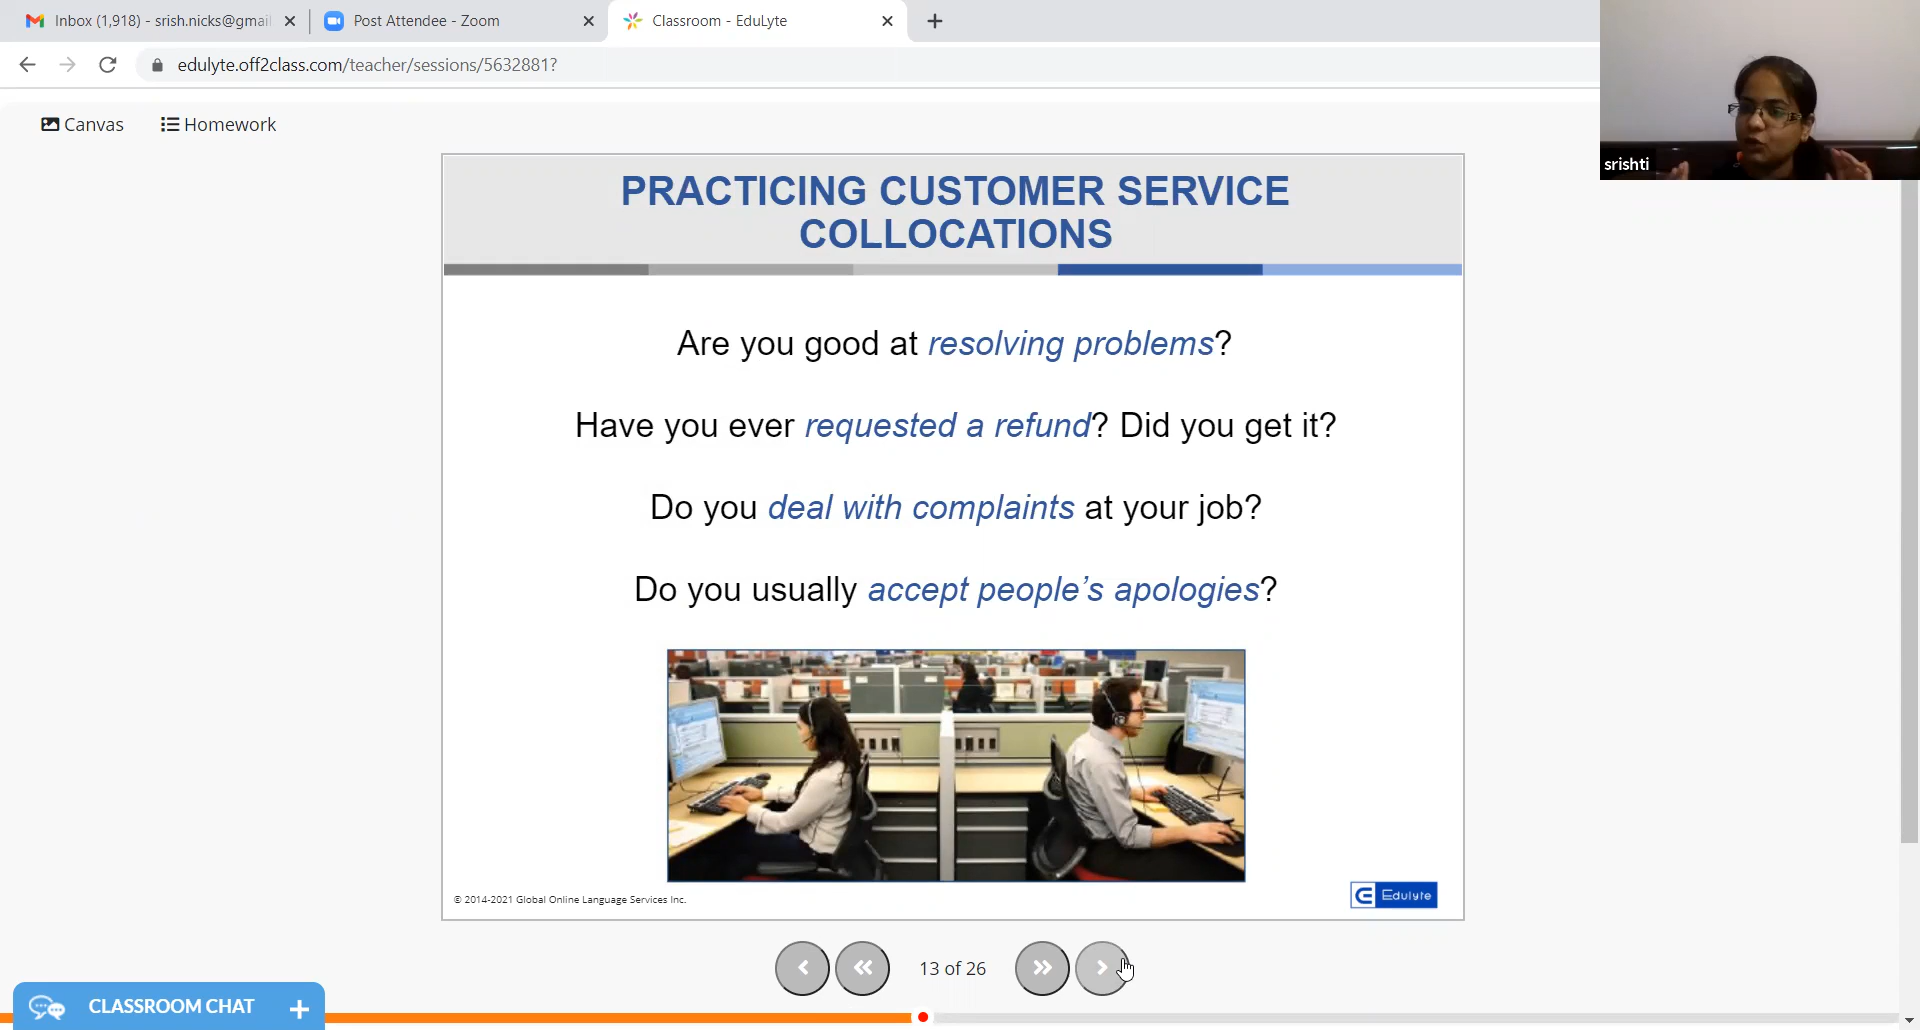 Inbox (1,918) - srish.nicks@gmai
Post Attendee - Zoom
Classroom - EduLyte
edulyte.off2class.com/teacher/sessions/5632881?
Canvas
Homework
srishti
PRACTICING CUSTOMER SERVICE
COLLOCATIONS
Are you good at resolving problems?
Have you ever requested a refund? Did you get it?
Do you deal with complaints at your job?
Do you usually accept people’s apologies?
© 2014-2021 Global Online Language Services Inc.
Edulyte
13 of 26
CLASSROOM CHAT +